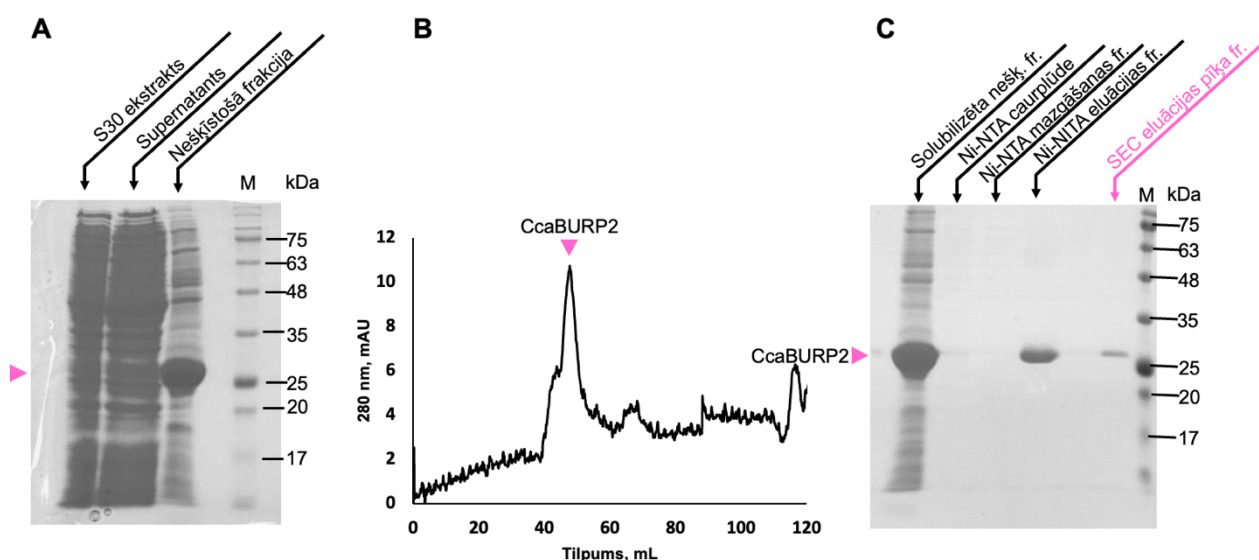 A
S30 ekstrakts
Supernatants
Nešķīstošā frakcija
M
kDa
75
63
48
35
25
20
17
B
12
10
8
6
4
2
0
280 nm, mAU
CcaBURP2
0
20
40
60
80
100
120
Tilpums, mL
C
Solubilizēta nešķ. fr.
Ni-NTA caurplūde
Ni-NTA mazgāšanas fr.
Ni-NITA eluācijas fr.
SEC eluācijas pīķa fr.
M
kDa
CcaBURP2
75
63
48
35
25
20
17